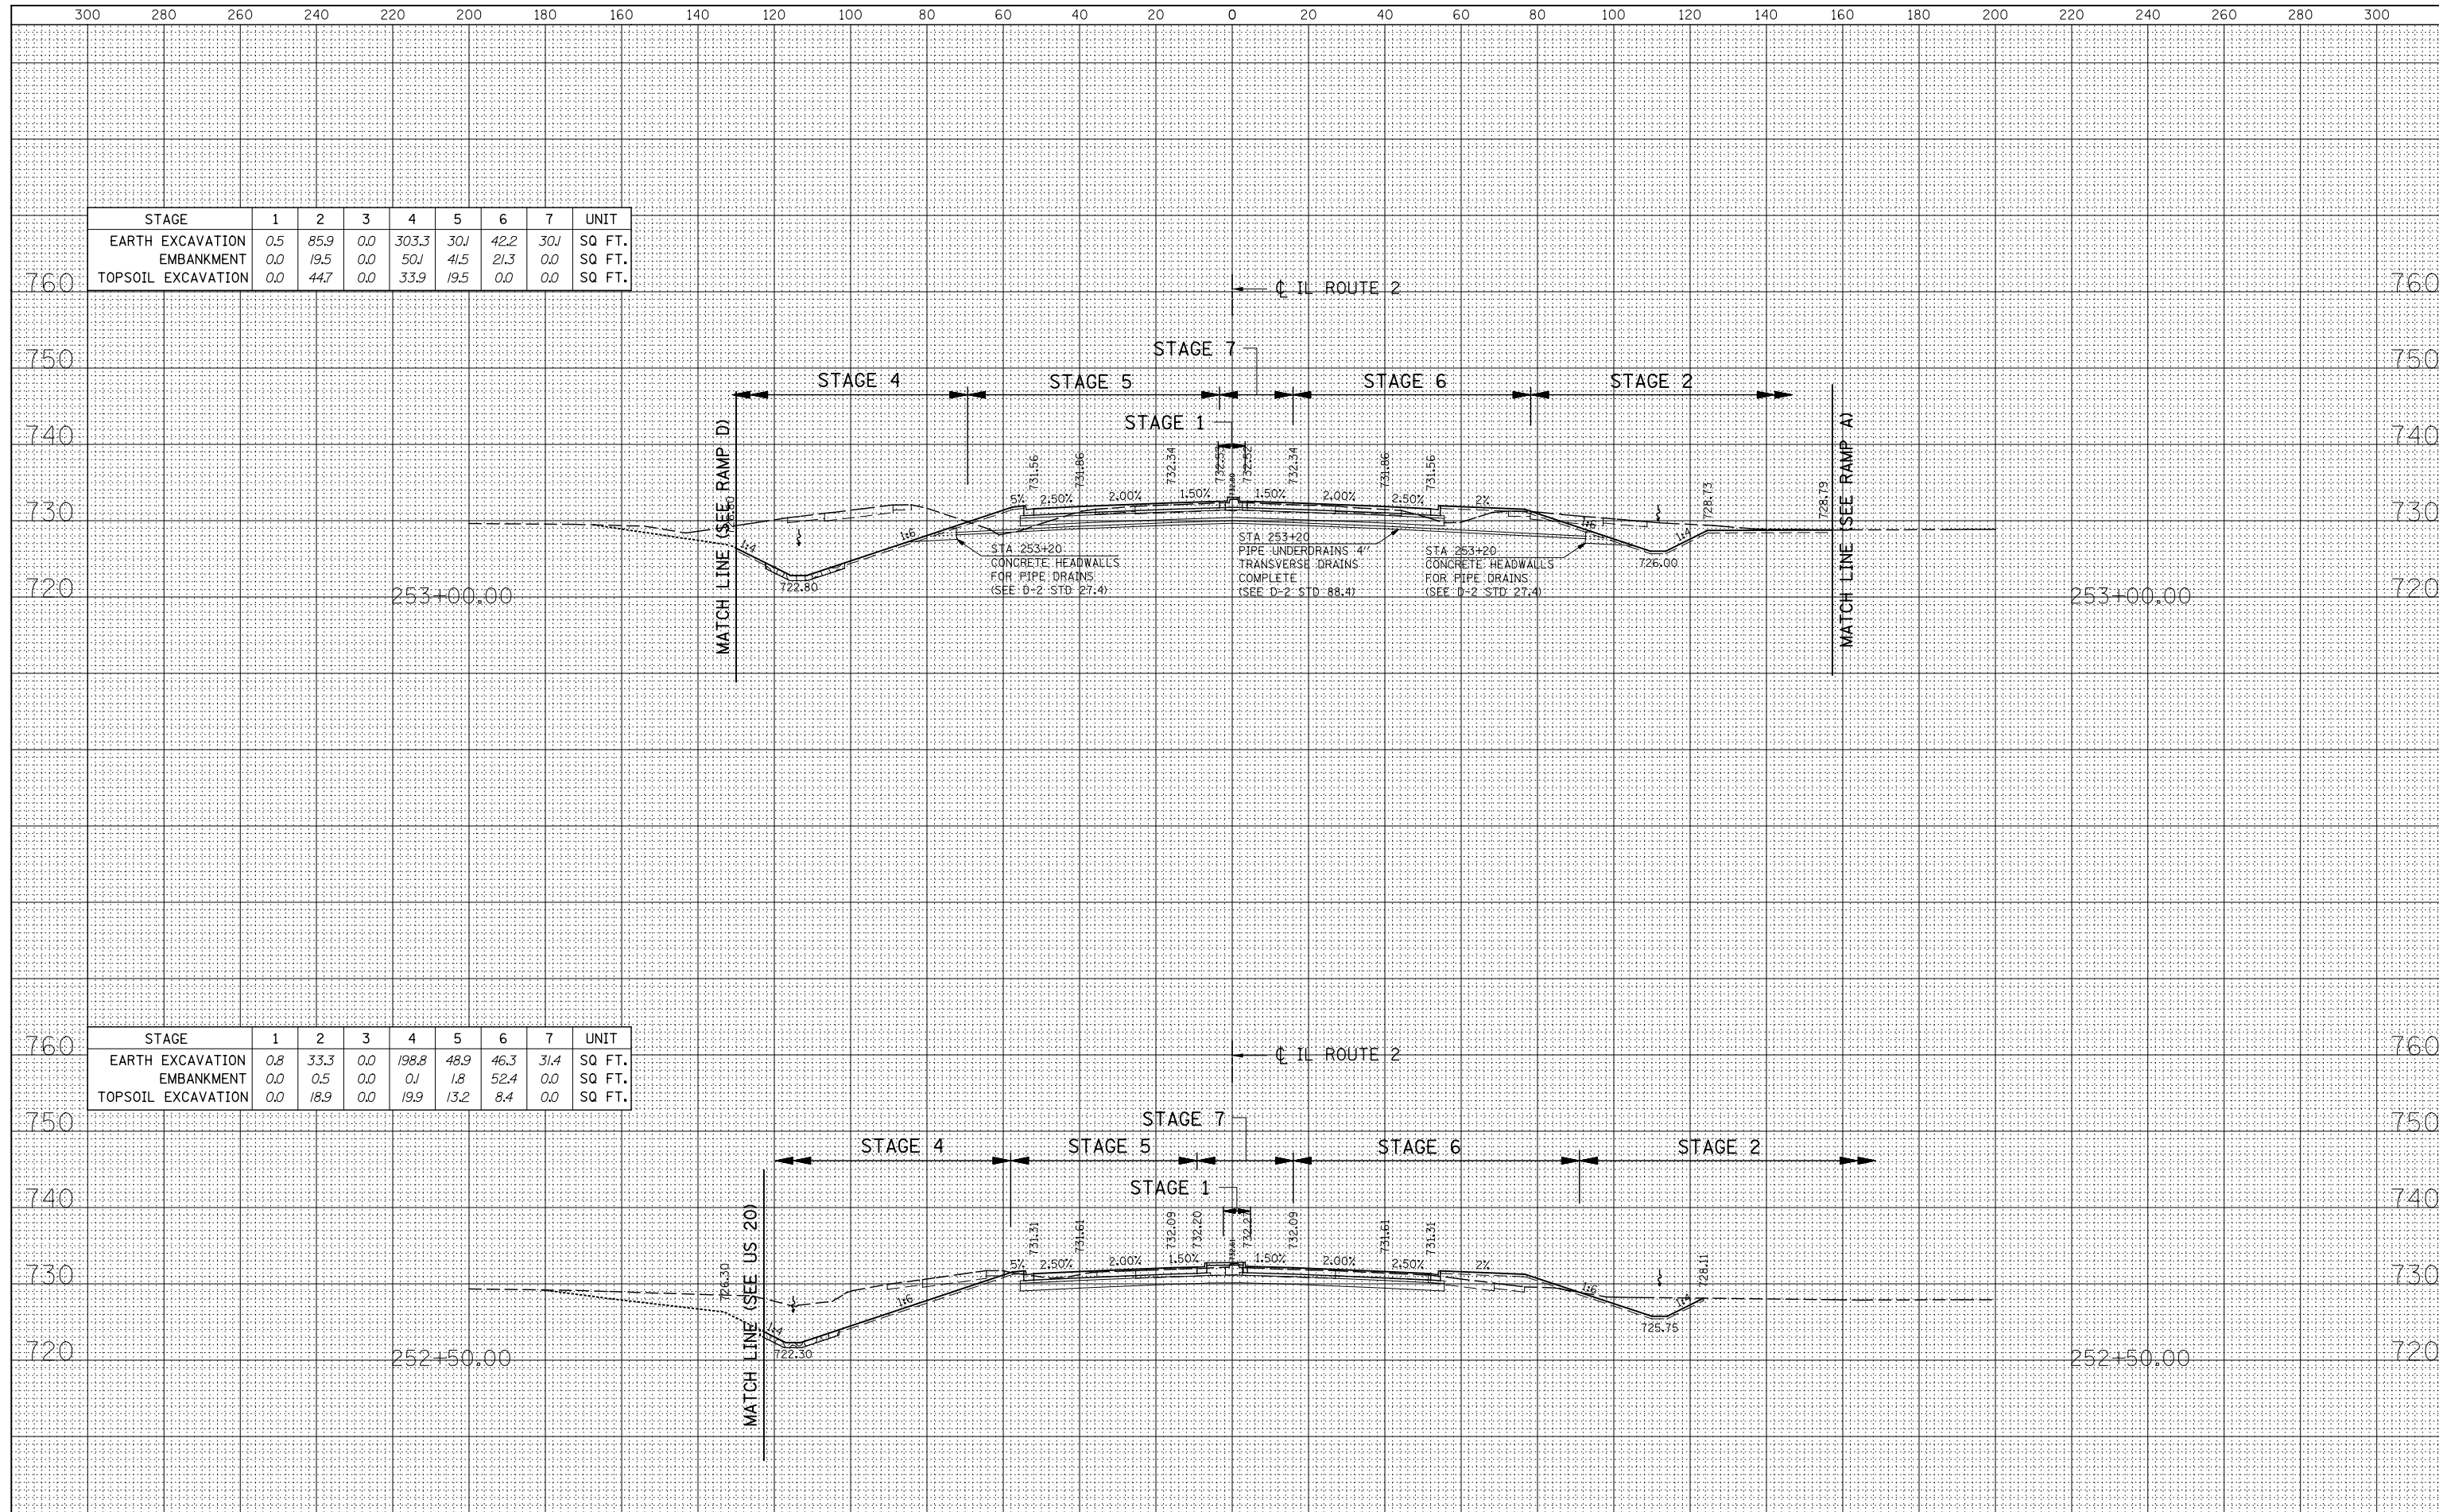 300 280 260 240 220 200 180 160 140 120 100 80 60 40 20 0 20 40 60 80 100 120 140 160 180 200 220 240 260 280 300
STAGE 1 2 3 4 5 6 7 UNIT
EARTH EXCAVATION 0.5 85.9 0.0 303.3 30.1 42.2 30.1 SQ FT.
EMBANKMENT 0.0 19.5 0.0 50.1 41.5 21.3 0.0 SQ FT.
TOPSOIL EXCAVATION 0.0 44.7 0.0 33.9 19.5 0.0 0.0 SQ FT.
760 760
℄ IL ROUTE 2
750 750
STAGE 7
STAGE 4 STAGE 5 STAGE 6 STAGE 2
740 740
STAGE 1
MATCH LINE (SEE RAMP D)
731.56 731.86 732.34 732.53 732.52 732.34 731.86 731.56 728.73 728.79
MATCH LINE (SEE RAMP A)
730 730
5% 2.50% 2.00% 1.50% 1.50% 2.00% 2.50% 2%
1:4 1:6 1:6 1:4
STA 253+20
CONCRETE HEADWALLS
FOR PIPE DRAINS
(SEE D-2 STD 27.4)
STA 253+20
PIPE UNDERDRAINS 4"
TRANSVERSE DRAINS
COMPLETE
(SEE D-2 STD 88.4)
STA 253+20
CONCRETE HEADWALLS
FOR PIPE DRAINS
(SEE D-2 STD 27.4)
722.80 726.00
720 253+00.00 253+00.00 720
STAGE 1 2 3 4 5 6 7 UNIT
EARTH EXCAVATION 0.8 33.3 0.0 198.8 48.9 46.3 31.4 SQ FT.
EMBANKMENT 0.0 0.5 0.0 0.1 1.8 52.4 0.0 SQ FT.
TOPSOIL EXCAVATION 0.0 18.9 0.0 19.9 13.2 8.4 0.0 SQ FT.
760 760
℄ IL ROUTE 2
750 750
STAGE 7
STAGE 4 STAGE 5 STAGE 6 STAGE 2
740 740
STAGE 1
MATCH LINE (SEE US 20)
726.30 731.31 731.61 732.09 732.20 732.09 731.61 731.31 728.11
730 730
5% 2.50% 2.00% 1.50% 1.50% 2.00% 2.50% 2%
1:4 1:6 1:6 1:4
722.30 725.75
720 252+50.00 252+50.00 720